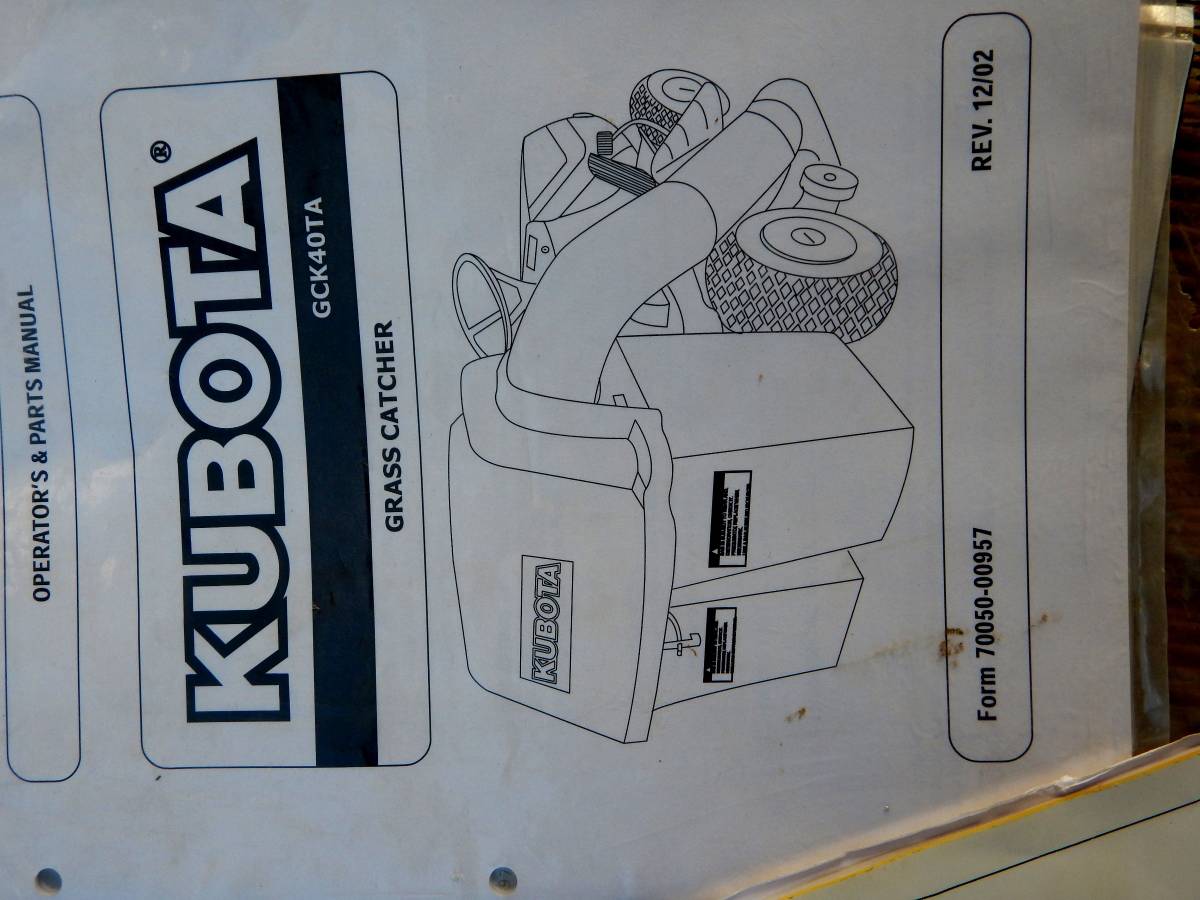 OPERATOR'S & PARTS MANUAL
KUBOTA®
GCK40TA
GRASS CATCHER
KUBOTA
Form 70050-00957 REV. 12/02